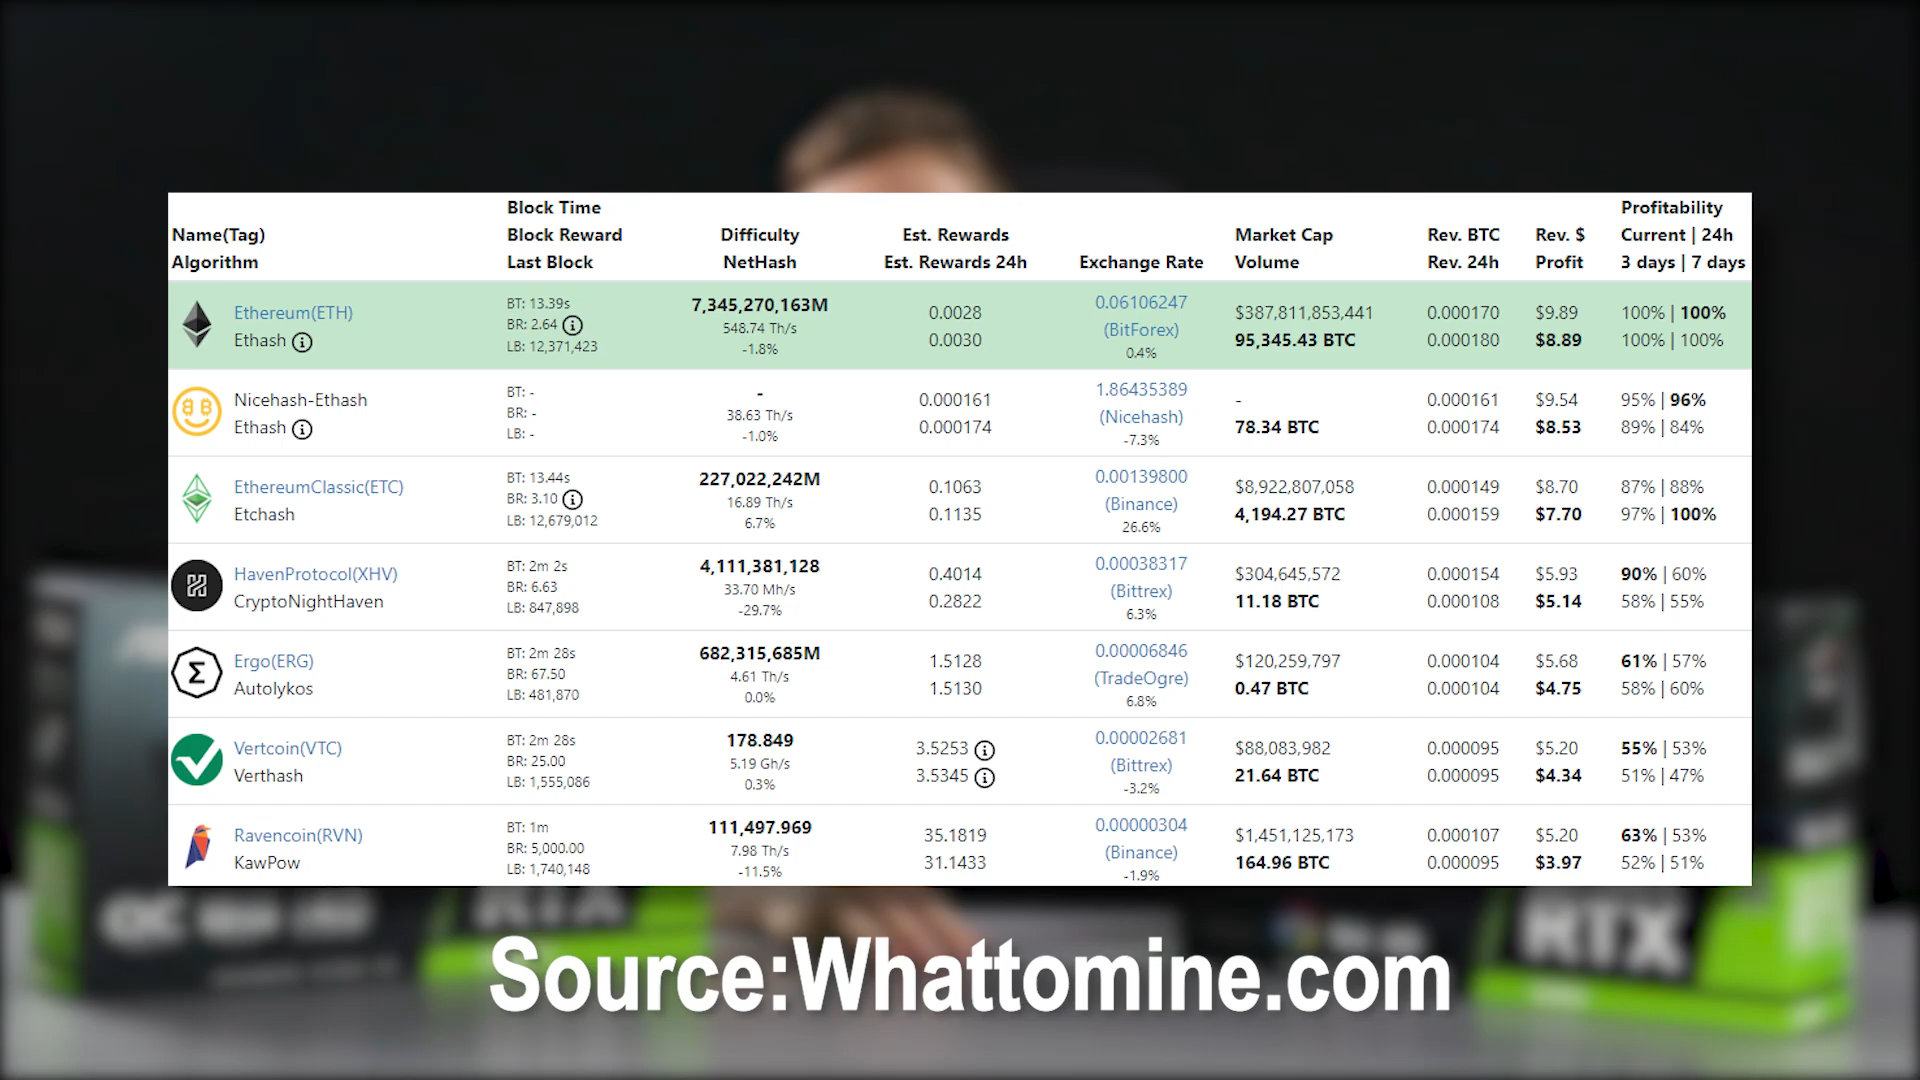 Name(Tag)
Algorithm
Block Time
Block Reward
Last Block
Difficulty
NetHash
Est. Rewards
Est. Rewards 24h
Exchange Rate
Market Cap
Volume
Rev. BTC
Rev. 24h
Rev. $
Profit
Profitability
Current | 24h
3 days | 7 days
Ethereum(ETH)
Ethash
BT: 13.39s
BR: 2.64
LB: 12,371,423
7,345,270,163M
548.74 Th/s
-1.8%
0.0028
0.0030
0.06106247
(BitForex)
0.4%
$387,811,853,441
95,345.43 BTC
0.000170
0.000180
$9.89
$8.89
100% | 100%
100% | 100%
Nicehash-Ethash
Ethash
BT: -
BR: -
LB: -
-
38.63 Th/s
-1.0%
0.000161
0.000174
1.86435389
(Nicehash)
-7.3%
-
78.34 BTC
0.000161
0.000174
$9.54
$8.53
95% | 96%
89% | 84%
EthereumClassic(ETC)
Etchash
BT: 13.44s
BR: 3.10
LB: 12,679,012
227,022,242M
16.89 Th/s
6.7%
0.1063
0.1135
0.00139800
(Binance)
26.6%
$8,922,807,058
4,194.27 BTC
0.000149
0.000159
$8.70
$7.70
87% | 88%
97% | 100%
HavenProtocol(XHV)
CryptoNightHaven
BT: 2m 2s
BR: 6.63
LB: 847,898
4,111,381,128
33.70 Mh/s
-29.7%
0.4014
0.2822
0.00038317
(Bittrex)
6.3%
$304,645,572
11.18 BTC
0.000154
0.000108
$5.93
$5.14
90% | 60%
58% | 55%
Ergo(ERG)
Autolykos
BT: 2m 28s
BR: 67.50
LB: 481,870
682,315,685M
4.61 Th/s
0.0%
1.5128
1.5130
0.00006846
(TradeOgre)
6.8%
$120,259,797
0.47 BTC
0.000104
0.000104
$5.68
$4.75
61% | 57%
58% | 60%
Vertcoin(VTC)
Verthash
BT: 2m 28s
BR: 25.00
LB: 1,555,086
178.849
5.19 Gh/s
0.3%
3.5253
3.5345
0.00002681
(Bittrex)
-3.2%
$88,083,982
21.64 BTC
0.000095
0.000095
$5.20
$4.34
55% | 53%
51% | 47%
Ravencoin(RVN)
KawPow
BT: 1m
BR: 5,000.00
LB: 1,740,148
111,497.969
7.98 Th/s
-11.5%
35.1819
31.1433
0.00000304
(Binance)
-1.9%
$1,451,125,173
164.96 BTC
0.000107
0.000095
$5.20
$3.97
63% | 53%
52% | 51%
RTX
RTX
Source:Whattomine.com